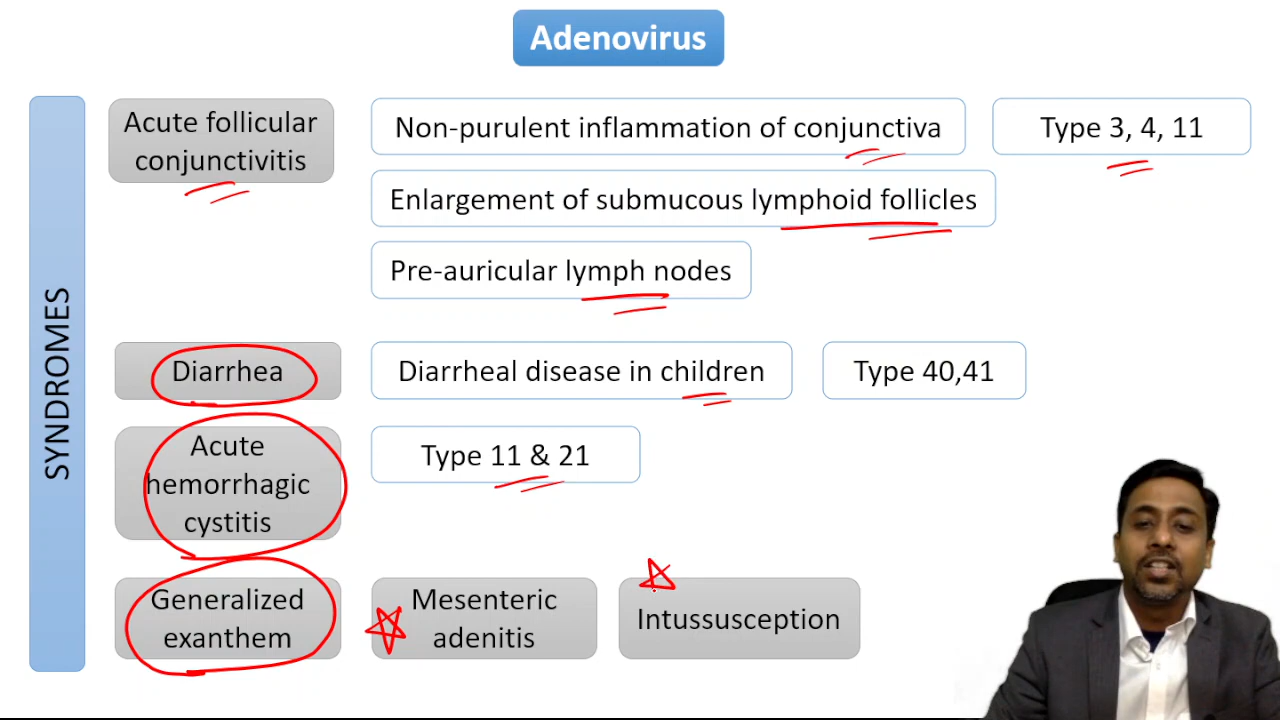 Adenovirus
SYNDROMES
Acute follicular
conjunctivitis
Non-purulent inflammation of conjunctiva
Type 3, 4, 11
Enlargement of submucous lymphoid follicles
Pre-auricular lymph nodes
Diarrhea
Diarrheal disease in children
Type 40,41
Acute
hemorrhagic
cystitis
Type 11 & 21
Generalized
exanthem
Mesenteric
adenitis
Intussusception